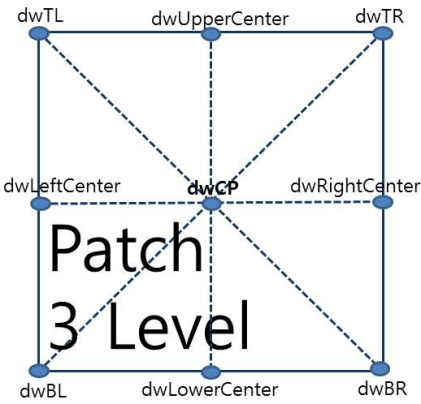 dwTL
dwUpperCenter
dwTR
dwLeftCenter
dwCP
dwRightCenter
Patch
3 Level
dwBL
dwLowerCenter
dwBR